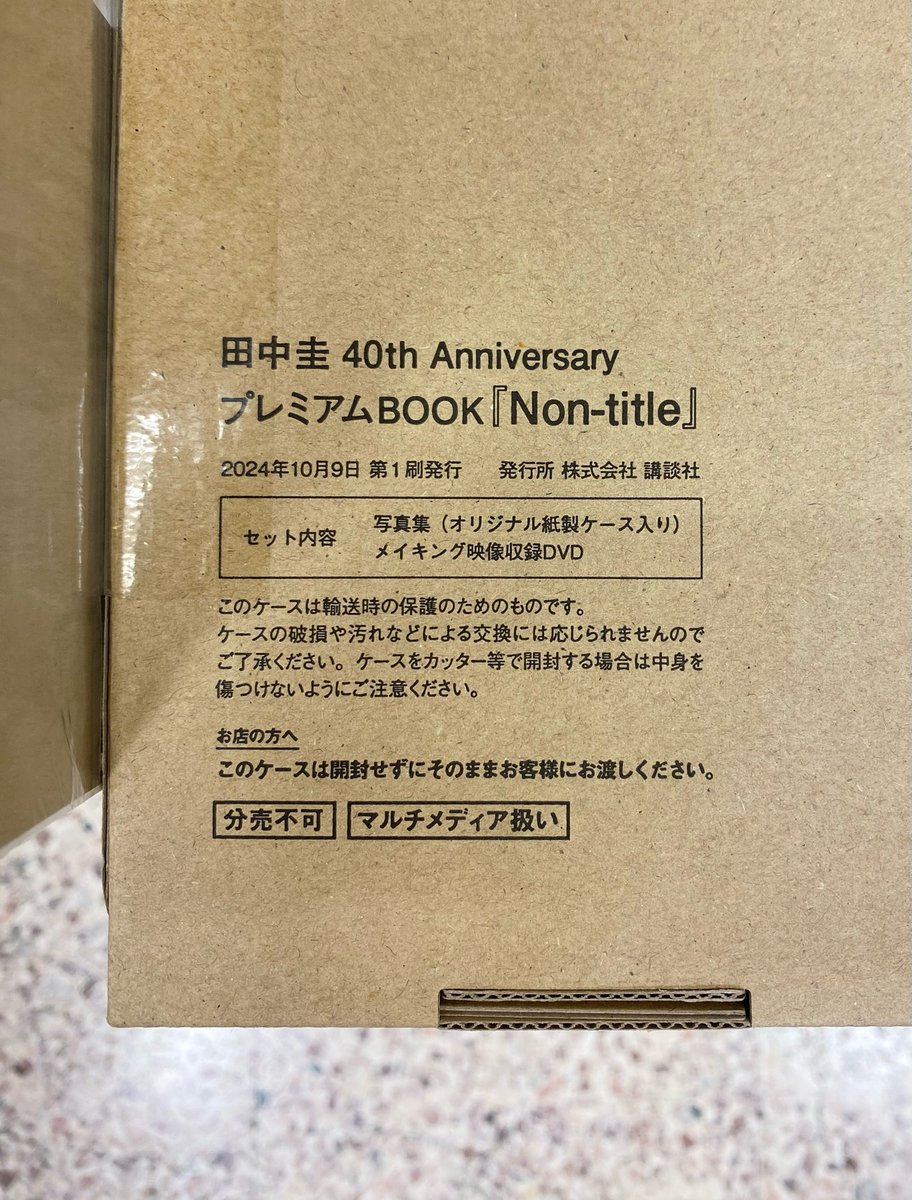 田中圭 40th Anniversary
プレミアムBOOK『Non-title』
2024年10月9日 第1刷発行 発行所 株式会社 講談社
セット内容
写真集（オリジナル紙製ケース入り）
メイキング映像収録DVD
このケースは輸送時の保護のためのものです。
ケースの破損や汚れなどによる交換には応じられませんので
ご了承ください。ケースをカッター等で開封する場合は中身を
傷つけないようにご注意ください。
お店の方へ
このケースは開封せずにそのままお客様にお渡しください。
分売不可 マルチメディア扱い